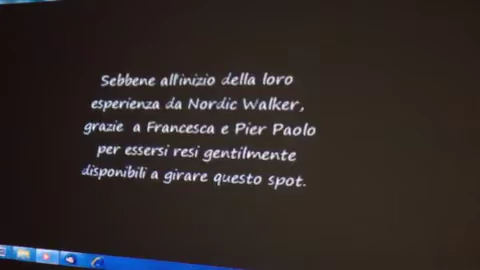 Sebbene all'inizio della loro
esperienza da Nordic Walker,
grazie a Francesca e Pier Paolo
per essersi resi gentilmente
disponibili a girare questo spot.